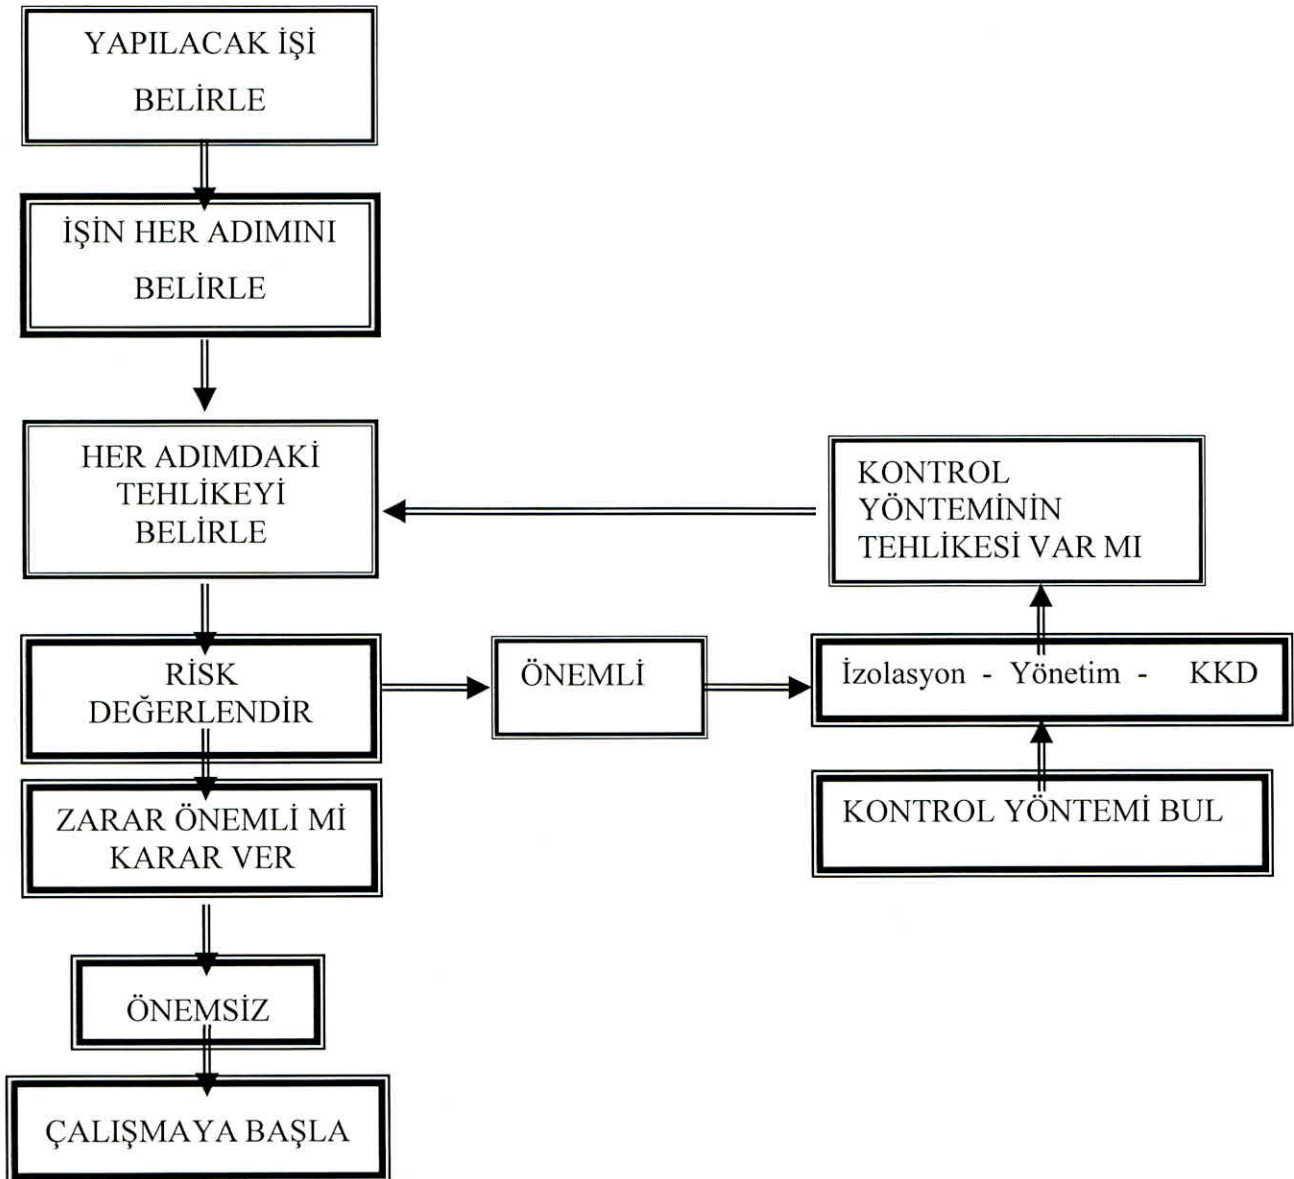 YAPILACAK İŞİ
BELİRLE
İŞİN HER ADIMINI
BELİRLE
HER ADIMDAKİ
TEHLİKEYİ
BELİRLE
KONTROL
YÖNTEMİNİN
TEHLİKESİ VAR MI
RİSK
DEĞERLENDİR
ÖNEMLİ
İzolasyon - Yönetim - KKD
ZARAR ÖNEMLİ Mİ
KARAR VER
KONTROL YÖNTEMİ BUL
ÖNEMSİZ
ÇALIŞMAYA BAŞLA